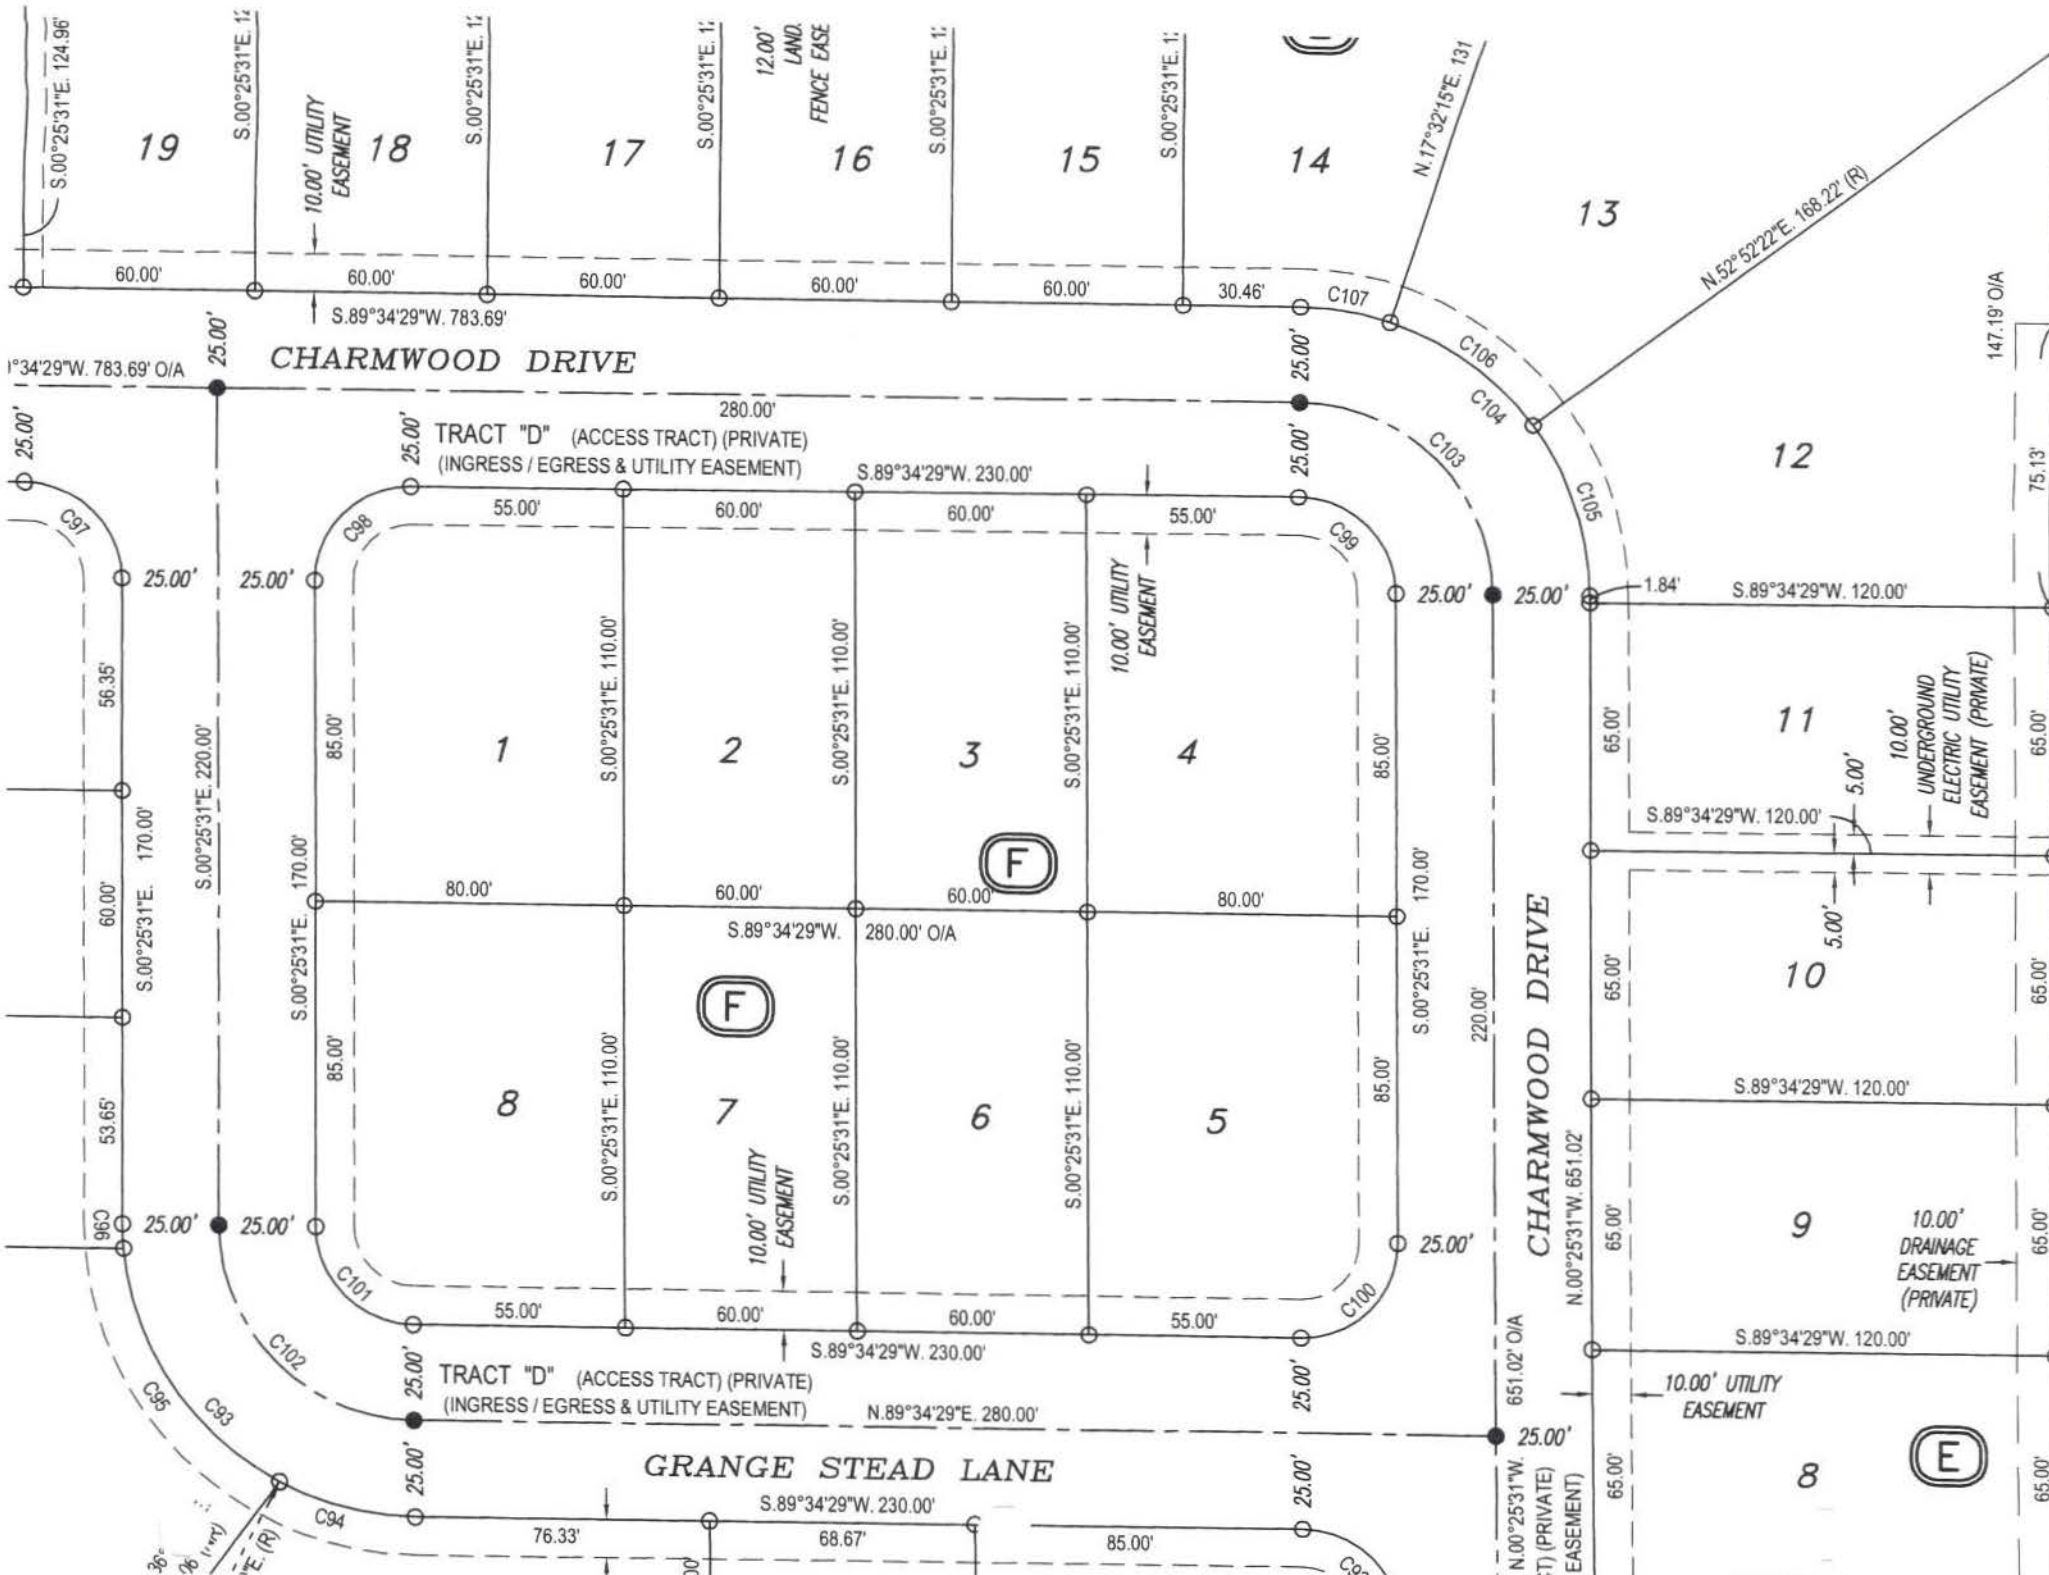 S.00°25'31"E. 124.96'
S.00°25'31"E. 12
S.00°25'31"E. 12
S.00°25'31"E. 12
12.00'
LAND.
FENCE EASE
S.00°25'31"E. 12
S.00°25'31"E. 12
N.17°32'15"E. 131
N.52°52'22"E. 168.22' (R)
19
18
17
16
15
14
13
10.00' UTILITY
EASEMENT
60.00'
60.00'
60.00'
60.00'
60.00'
30.46'
C107
S.89°34'29"W. 783.69'
25.00'
CHARMWOOD DRIVE
25.00'
C106
147.19' O/A
°34'29"W. 783.69' O/A
280.00'
C104
25.00'
25.00'
TRACT "D" (ACCESS TRACT) (PRIVATE)
(INGRESS / EGRESS & UTILITY EASEMENT)
S.89°34'29"W. 230.00'
25.00'
C103
12
75.13'
C97
C98
55.00'
60.00'
60.00'
55.00'
C99
C105
25.00'
25.00'
10.00' UTILITY
EASEMENT
25.00'
25.00'
1.84'
S.89°34'29"W. 120.00'
56.35'
S.00°25'31"E. 220.00'
85.00'
S.00°25'31"E. 110.00'
S.00°25'31"E. 110.00'
S.00°25'31"E. 110.00'
85.00'
65.00'
1
2
3
4
11
10.00'
UNDERGROUND
ELECTRIC UTILITY
EASEMENT (PRIVATE)
65.00'
5.00'
S.89°34'29"W. 120.00'
F
S.00°25'31"E. 170.00'
60.00'
S.00°25'31"E. 170.00'
80.00'
60.00'
60.00'
80.00'
S.89°34'29"W. 280.00' O/A
S.00°25'31"E. 170.00'
5.00'
CHARMWOOD DRIVE
F
220.00'
65.00'
10
65.00'
85.00'
S.00°25'31"E. 110.00'
S.00°25'31"E. 110.00'
S.00°25'31"E. 110.00'
85.00'
S.89°34'29"W. 120.00'
53.65'
8
7
6
5
10.00' UTILITY
EASEMENT
N.00°25'31"W. 651.02'
65.00'
9
10.00'
DRAINAGE
EASEMENT
(PRIVATE)
65.00'
C96
25.00'
25.00'
25.00'
C101
55.00'
60.00'
60.00'
55.00'
C100
S.89°34'29"W. 230.00'
S.89°34'29"W. 120.00'
C102
25.00'
TRACT "D" (ACCESS TRACT) (PRIVATE)
(INGRESS / EGRESS & UTILITY EASEMENT)
25.00'
651.02' O/A
10.00' UTILITY
EASEMENT
C95
C93
N.89°34'29"E. 280.00'
25.00'
GRANGE STEAD LANE
25.00'
25.00'
65.00'
8
E
65.00'
S.89°34'29"W. 230.00'
C94
76.33'
68.67'
85.00'
N.00°25'31"W.
T) (PRIVATE)
EASEMENT)
36°
"E. (R)